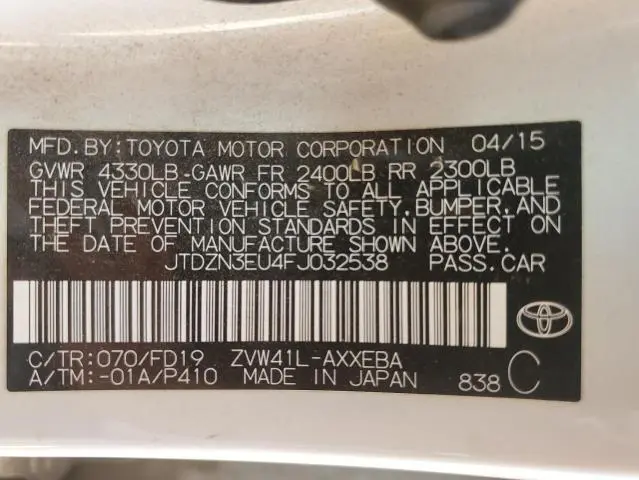 MFD. BY: TOYOTA MOTOR CORPORATION 04/15
GVWR 4330LB - GAWR FR 2400LB RR 2300LB
THIS VEHICLE CONFORMS TO ALL APPLICABLE
FEDERAL MOTOR VEHICLE SAFETY, BUMPER, AND
THEFT PREVENTION STANDARDS IN EFFECT ON
THE DATE OF MANUFACTURE SHOWN ABOVE.
JTDZN3EU4FJ032538 PASS. CAR
C/TR: 070/FD19 ZVW41L-AXXEBA
A/TM: -01A/P410 MADE IN JAPAN 838 C